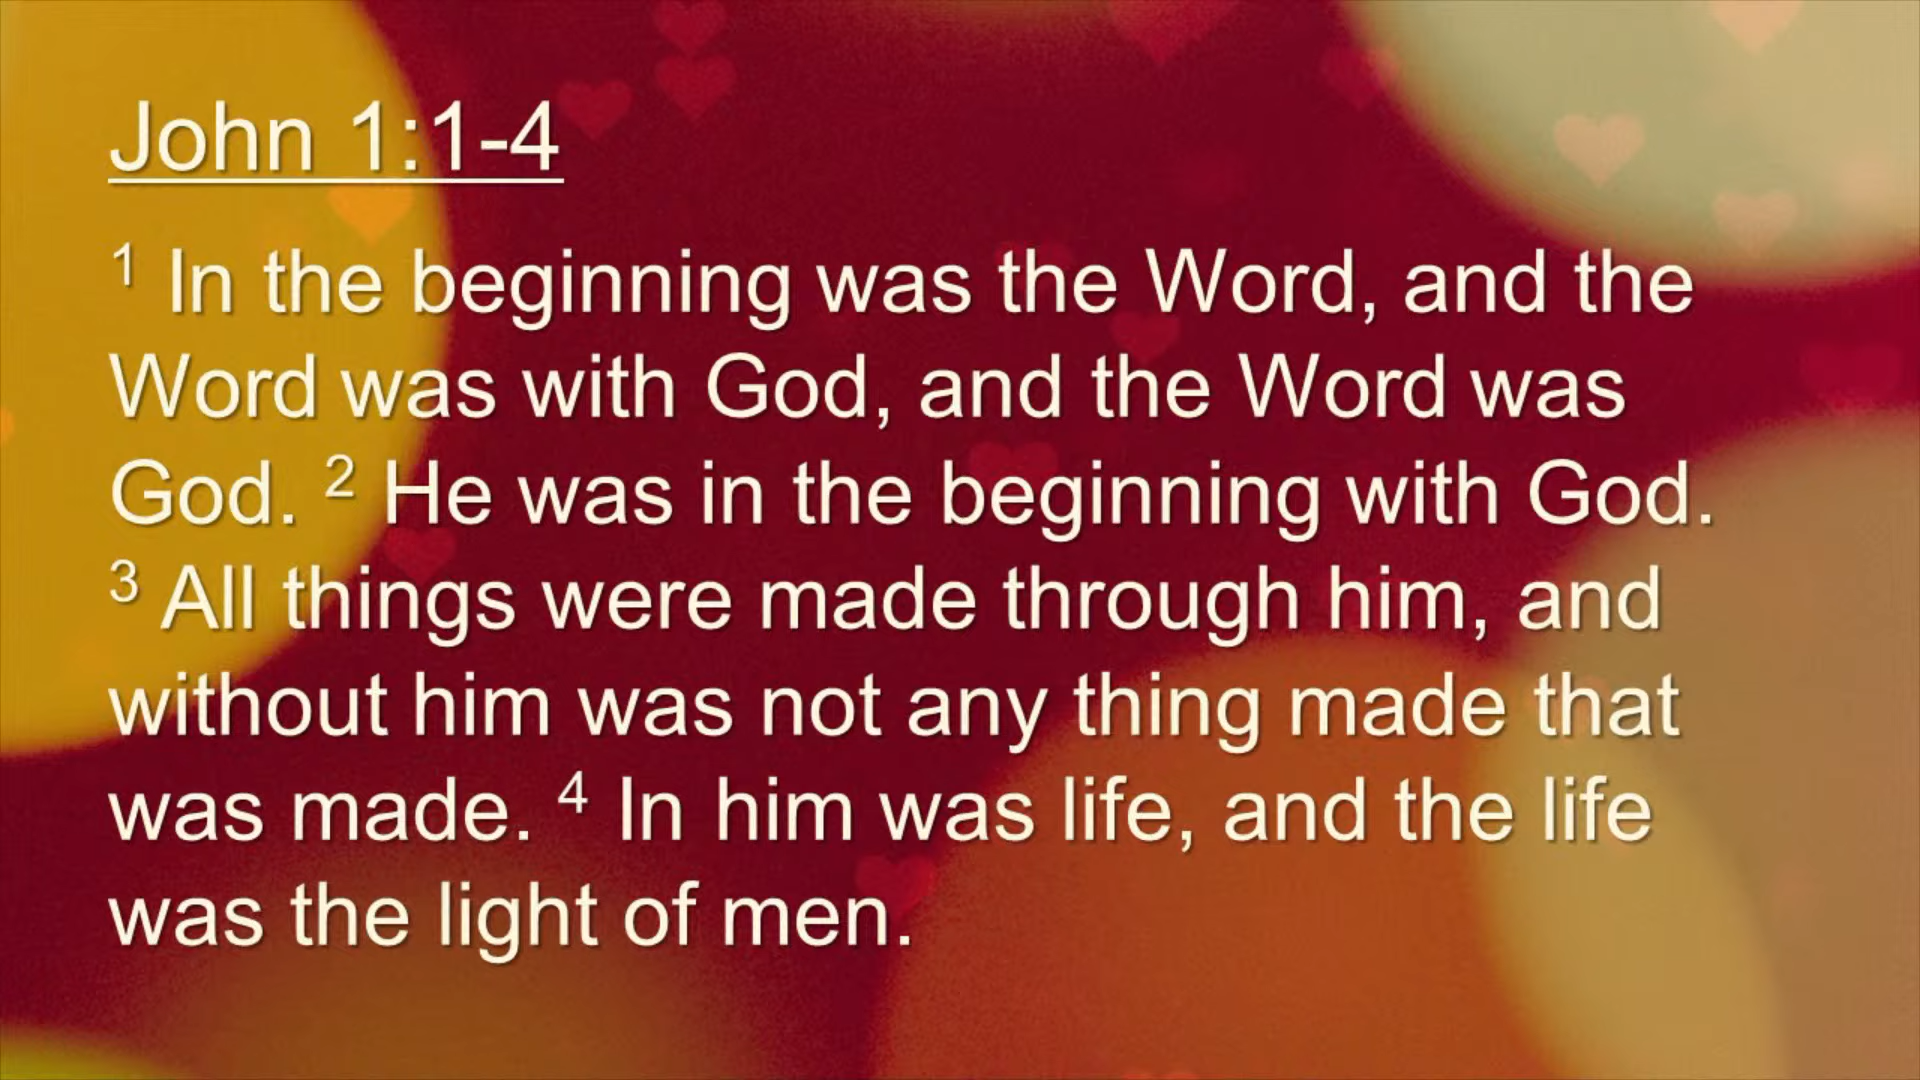 John 1:1-4
1 In the beginning was the Word, and the
Word was with God, and the Word was
God. 2 He was in the beginning with God.
3 All things were made through him, and
without him was not any thing made that
was made. 4 In him was life, and the life
was the light of men.